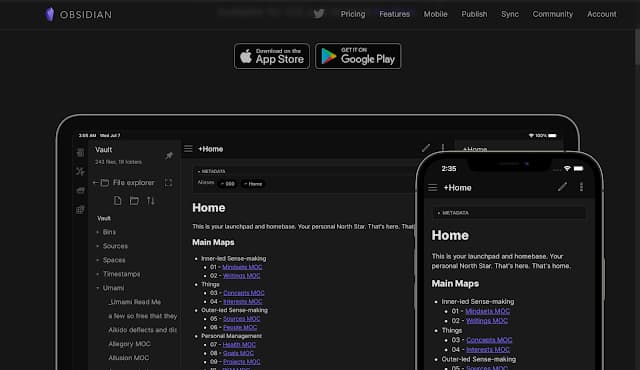 OBSIDIAN
Pricing Features Mobile Publish Sync Community Account
Download on the
App Store
GET IT ON
Google Play
3:05 AM Wed Jul 7
100%
Vault
243 files, 19 folders
File explorer
Vault
Bins
Sources
Spaces
Timestamps
Umami
_Umami Read Me
a few so free that they
Aikido deflects and dis
Allegory MOC
Allusion MOC
+Home
METADATA
Aliases 000 Home
Home
This is your launchpad and homebase. Your personal North Star. That's here. That
Main Maps
Inner-led Sense-making
01 - Mindsets MOC
02 - Writings MOC
Things
03 - Concepts MOC
04 - Interests MOC
Outer-led Sense-making
05 - Sources MOC
06 - People MOC
Personal Management
07 - Health MOC
08 - Goals MOC
09 - Projects MOC
+Home
2:35
+Home
METADATA
Home
This is your launchpad and homebase. Your
personal North Star. That's here. That's home.
Main Maps
Inner-led Sense-making
01 - Mindsets MOC
02 - Writings MOC
Things
03 - Concepts MOC
04 - Interests MOC
Outer-led Sense-making
05 - Sources MOC